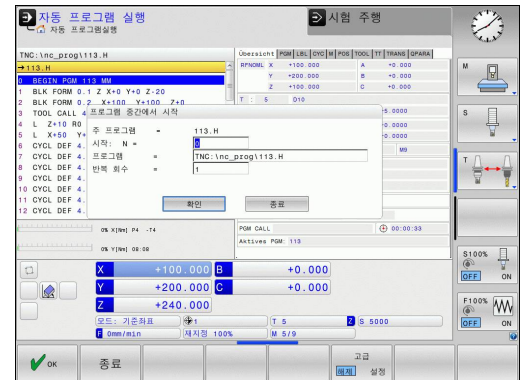 자동 프로그램 실행
자동 프로그램실행
시험 주행
TNC:\nc_prog\113.H
→113.H
0 BEGIN PGM 113 MM
1 BLK FORM 0.1 Z X+0 Y+0 Z-20
2 BLK FORM 0.2 X+100 Y+100 Z+0
3 TOOL CALL 4
4 L Z+10 R0
5 L X+50 Y+
6 CYCL DEF 4.
7 CYCL DEF 4.
8 CYCL DEF 4.
9 CYCL DEF 4.
10 CYCL DEF 4.
11 CYCL DEF 4.
12 CYCL DEF 4.
Übersicht PGM LBL CYC M POS TOOL TT TRANS QPARA
RFNOML X +100.000 A +0.000
Y +200.000 B +0.000
Z +100.000 C +0.000
T : 5 D10
+5.0000
+0.0000
+0.0000
M9
프로그램 중간에서 시작
주 프로그램 = 113.H
시작: N = 0
프로그램 = TNC:\nc_prog\113.H
반복 회수 = 1
확인 종료
0% X[Nm] P4 -T4
0% Y[Nm] 08:08
PGM CALL 00:00:33
Aktives PGM: 113
X +100.000 B +0.000
Y +200.000 C +0.000
Z +240.000
모드: 기준좌표 1 T 5 Z S 5000
F 0mm/min 재지정 100% M 5/9
M
S
T
S100%
OFF ON
F100%
OFF ON
OK 종료 고급
해제 설정